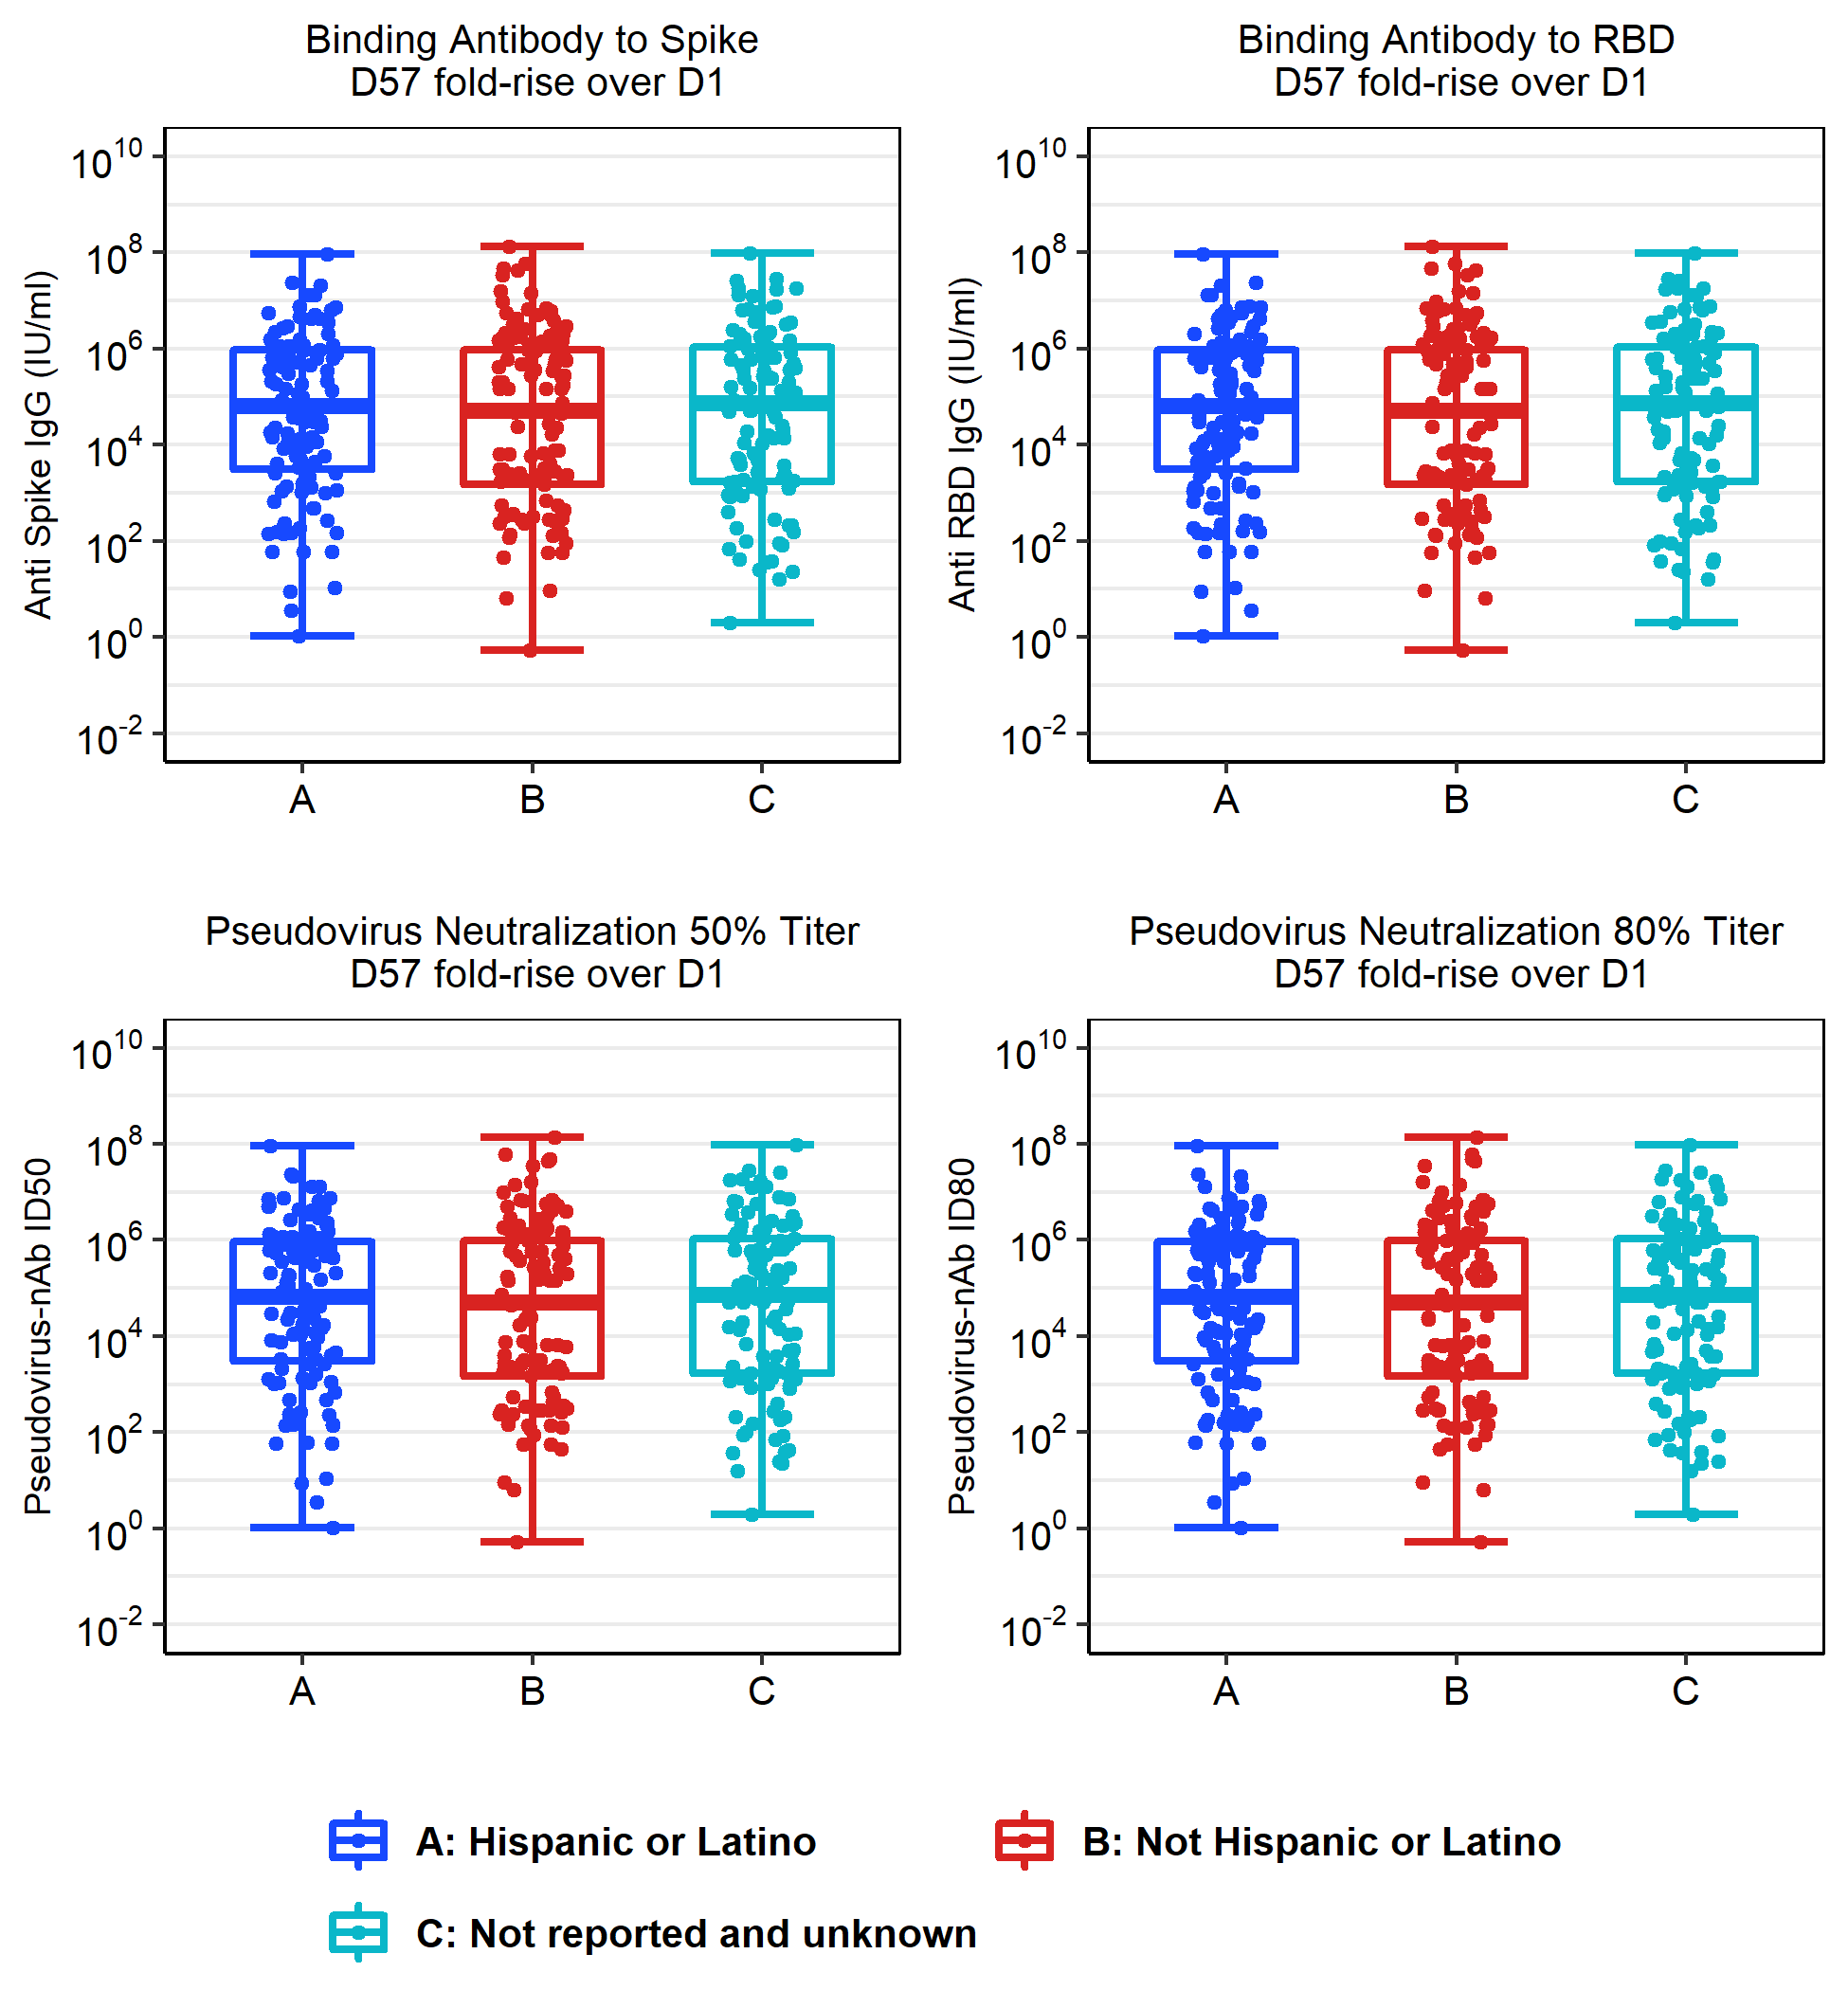 Binding Antibody to Spike
D57 fold-rise over D1
Anti Spike IgG (IU/ml)
10^10
10^8
10^6
10^4
10^2
10^0
10^-2
A B C
Binding Antibody to RBD
D57 fold-rise over D1
Anti RBD IgG (IU/ml)
10^10
10^8
10^6
10^4
10^2
10^0
10^-2
A B C
Pseudovirus Neutralization 50% Titer
D57 fold-rise over D1
Pseudovirus-nAb ID50
10^10
10^8
10^6
10^4
10^2
10^0
10^-2
A B C
Pseudovirus Neutralization 80% Titer
D57 fold-rise over D1
Pseudovirus-nAb ID80
10^10
10^8
10^6
10^4
10^2
10^0
10^-2
A B C
A: Hispanic or Latino
B: Not Hispanic or Latino
C: Not reported and unknown